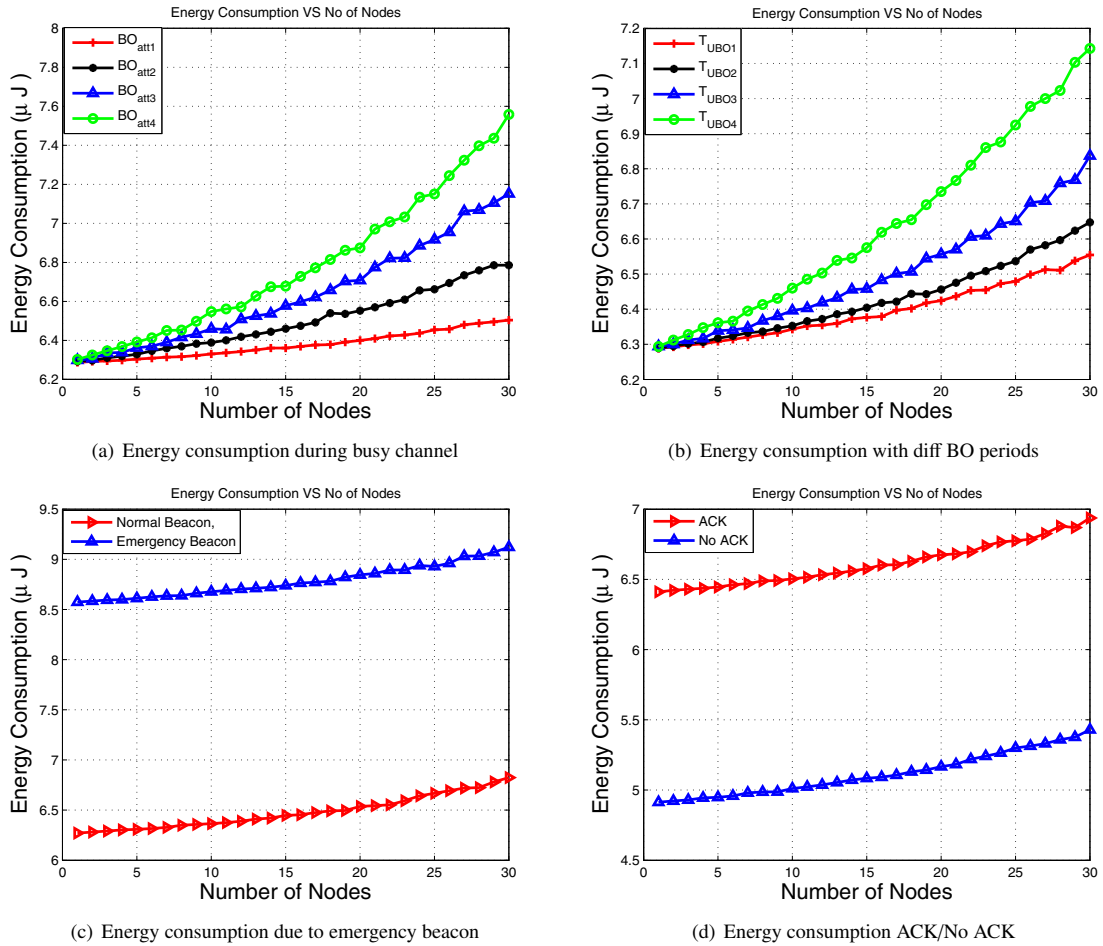 Energy Consumption VS No of Nodes
8
7.8
7.6
7.4
7.2
7
6.8
6.6
6.4
6.2
0 5 10 15 20 25 30
Energy Consumption (μ J )
Number of Nodes
BOatt1
BOatt2
BOatt3
BOatt4
(a) Energy consumption during busy channel
Energy Consumption VS No of Nodes
7.2
7.1
7
6.9
6.8
6.7
6.6
6.5
6.4
6.3
6.2
0 5 10 15 20 25 30
Energy Consumption (μ J )
Number of Nodes
TUBO1
TUBO2
TUBO3
TUBO4
(b) Energy consumption with diff BO periods
Energy Consumption VS No of Nodes
9.5
9
8.5
8
7.5
7
6.5
6
0 5 10 15 20 25 30
Energy Consumption (μ J )
Number of Nodes
Normal Beacon,
Emergency Beacon
(c) Energy consumption due to emergency beacon
Energy Consumption VS No of Nodes
7
6.5
6
5.5
5
4.5
0 5 10 15 20 25 30
Energy Consumption (μ J )
Number of Nodes
ACK
No ACK
(d) Energy consumption ACK/No ACK